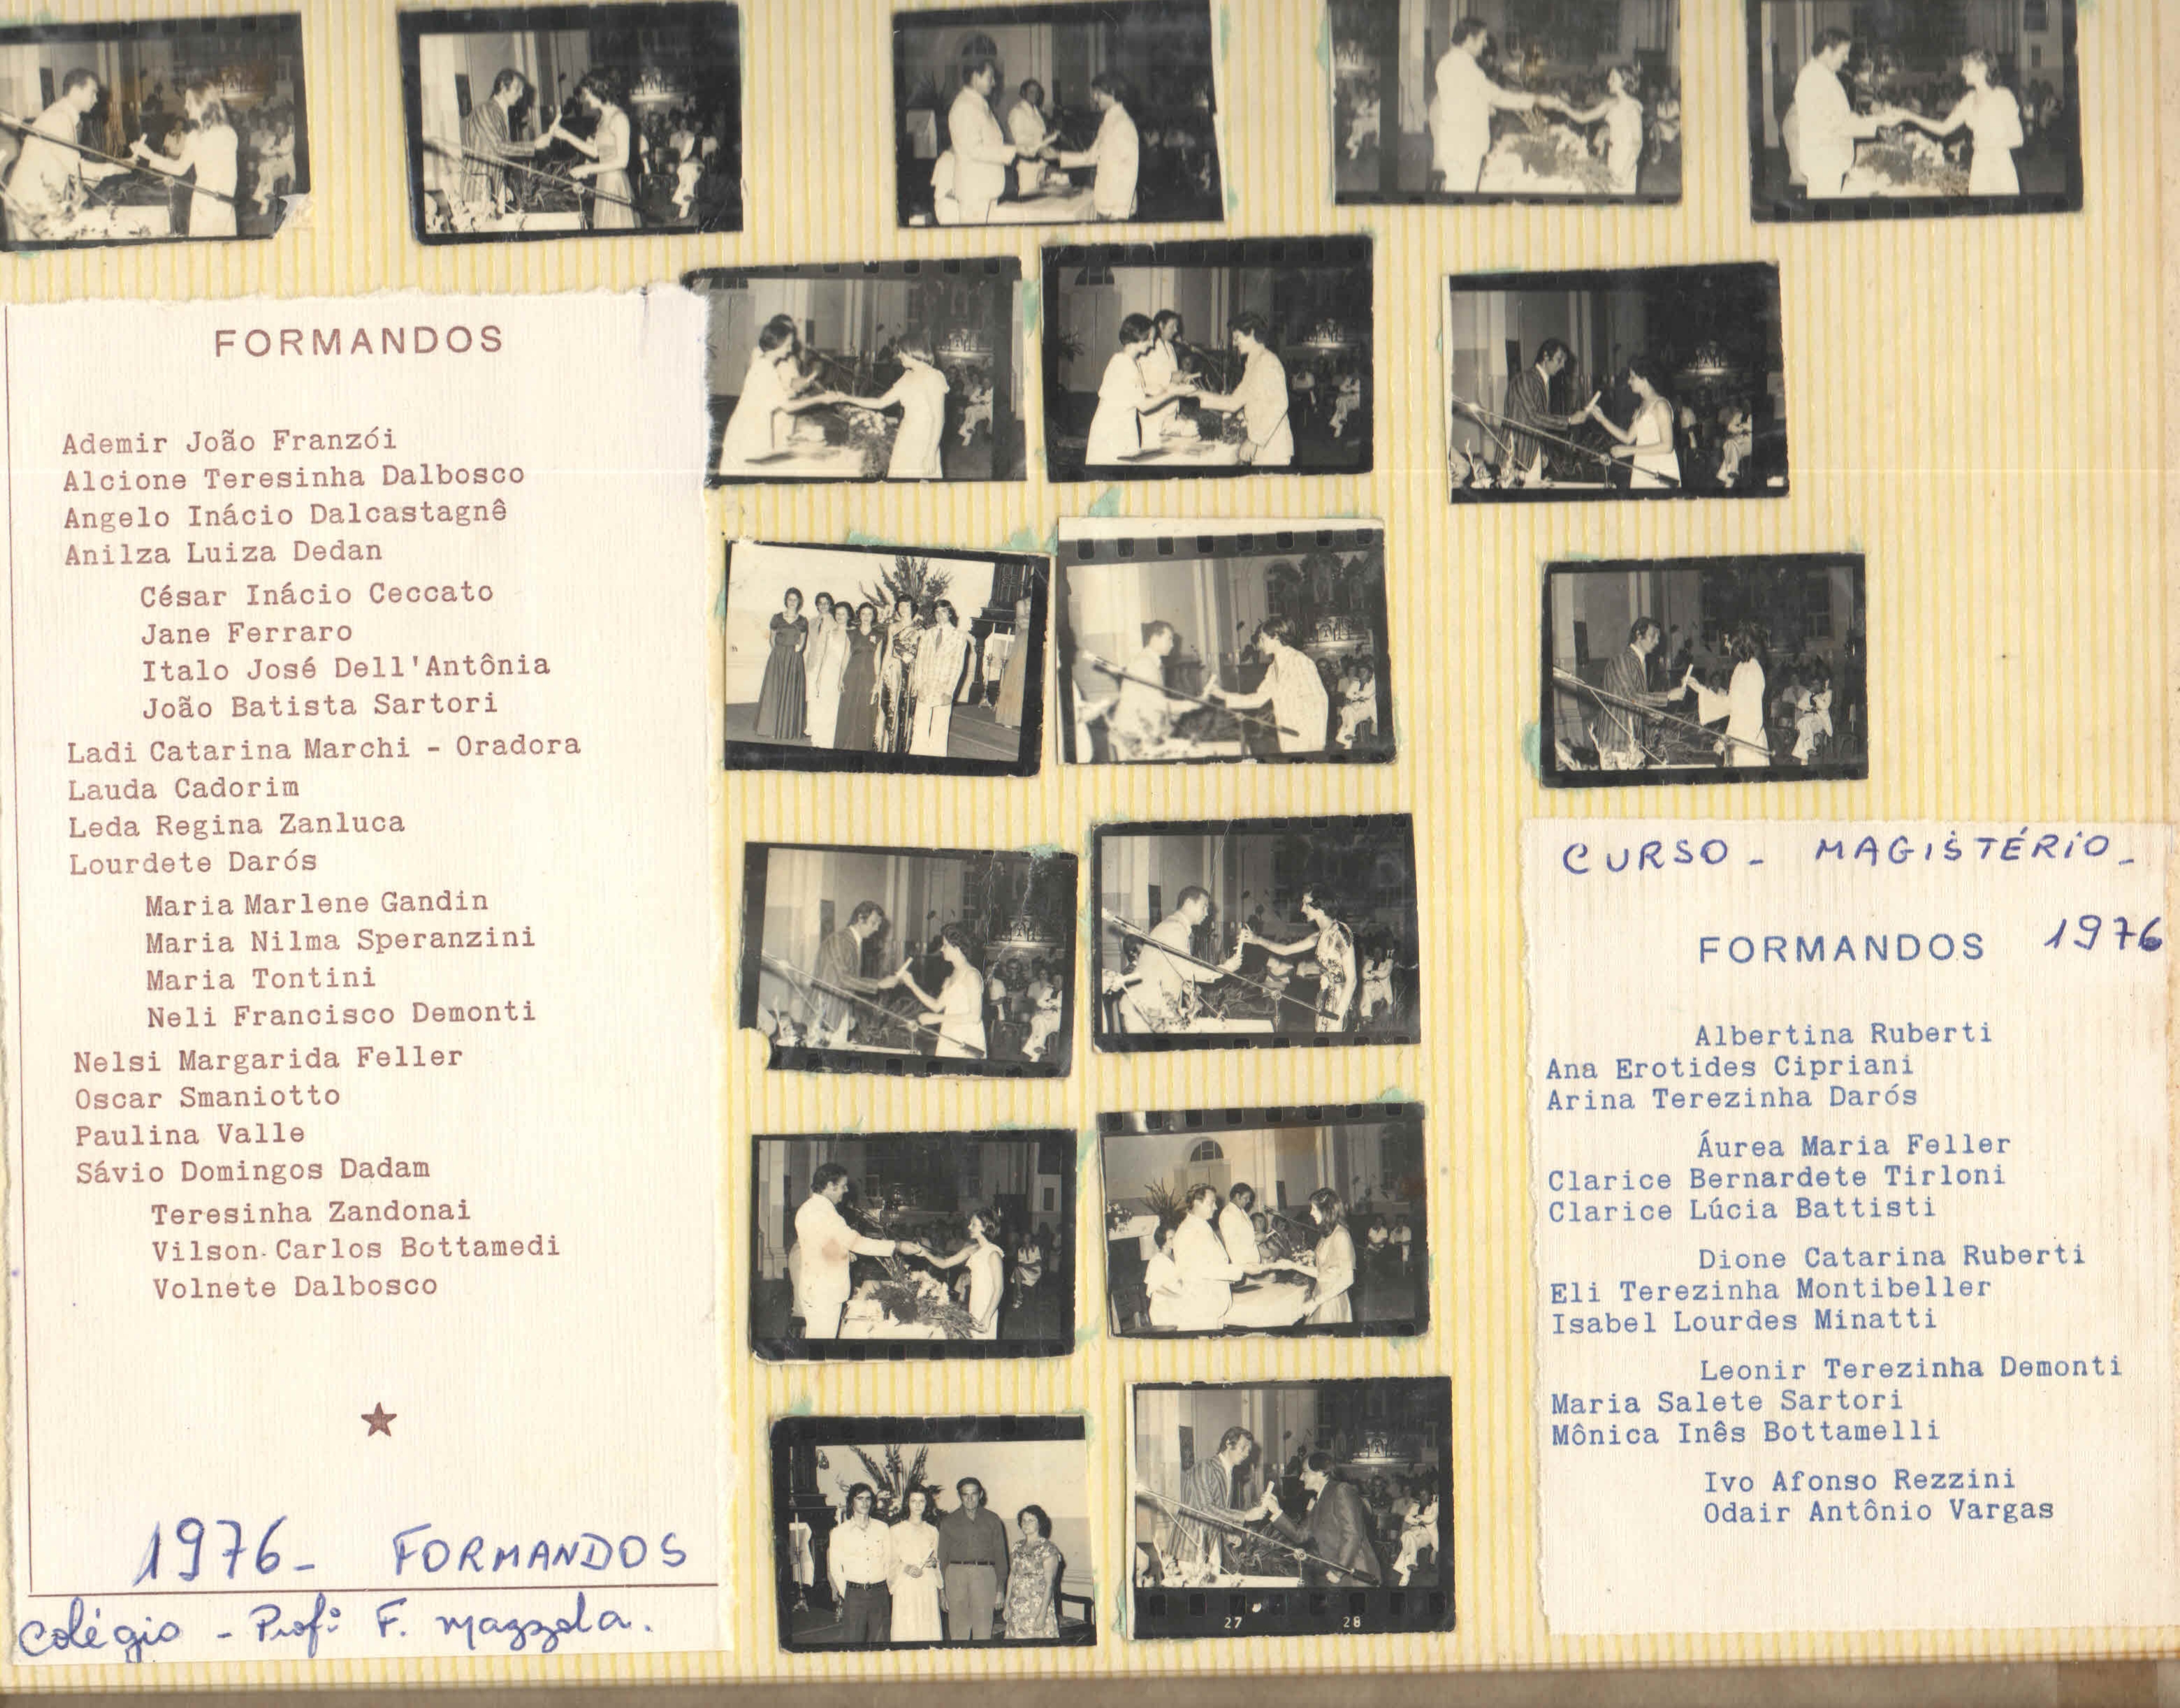 FORMANDOS
Ademir João Franzói
Alcione Teresinha Dalbosco
Angelo Inácio Dalcastagnê
Anilza Luiza Dedan
César Inácio Ceccato
Jane Ferraro
Italo José Dell'Antônia
João Batista Sartori
Ladi Catarina Marchi - Oradora
Lauda Cadorim
Leda Regina Zanluca
Lourdete Darós
Maria Marlene Gandin
Maria Nilma Speranzini
Maria Tontini
Neli Francisco Demonti
Nelsi Margarida Feller
Oscar Smaniotto
Paulina Valle
Sávio Domingos Dadam
Teresinha Zandonai
Vilson Carlos Bottamedi
Volnete Dalbosco
1976- FORMANDOS
Colégio - Prof: F. Mazzola.
27 28
CURSO - MAGISTÉRIO-
FORMANDOS 1976
Albertina Ruberti
Ana Erotides Cipriani
Arina Terezinha Darós
Áurea Maria Feller
Clarice Bernardete Tirloni
Clarice Lúcia Battisti
Dione Catarina Ruberti
Eli Terezinha Montibeller
Isabel Lourdes Minatti
Leonir Terezinha Demonti
Maria Salete Sartori
Mônica Inês Bottamelli
Ivo Afonso Rezzini
Odair Antônio Vargas